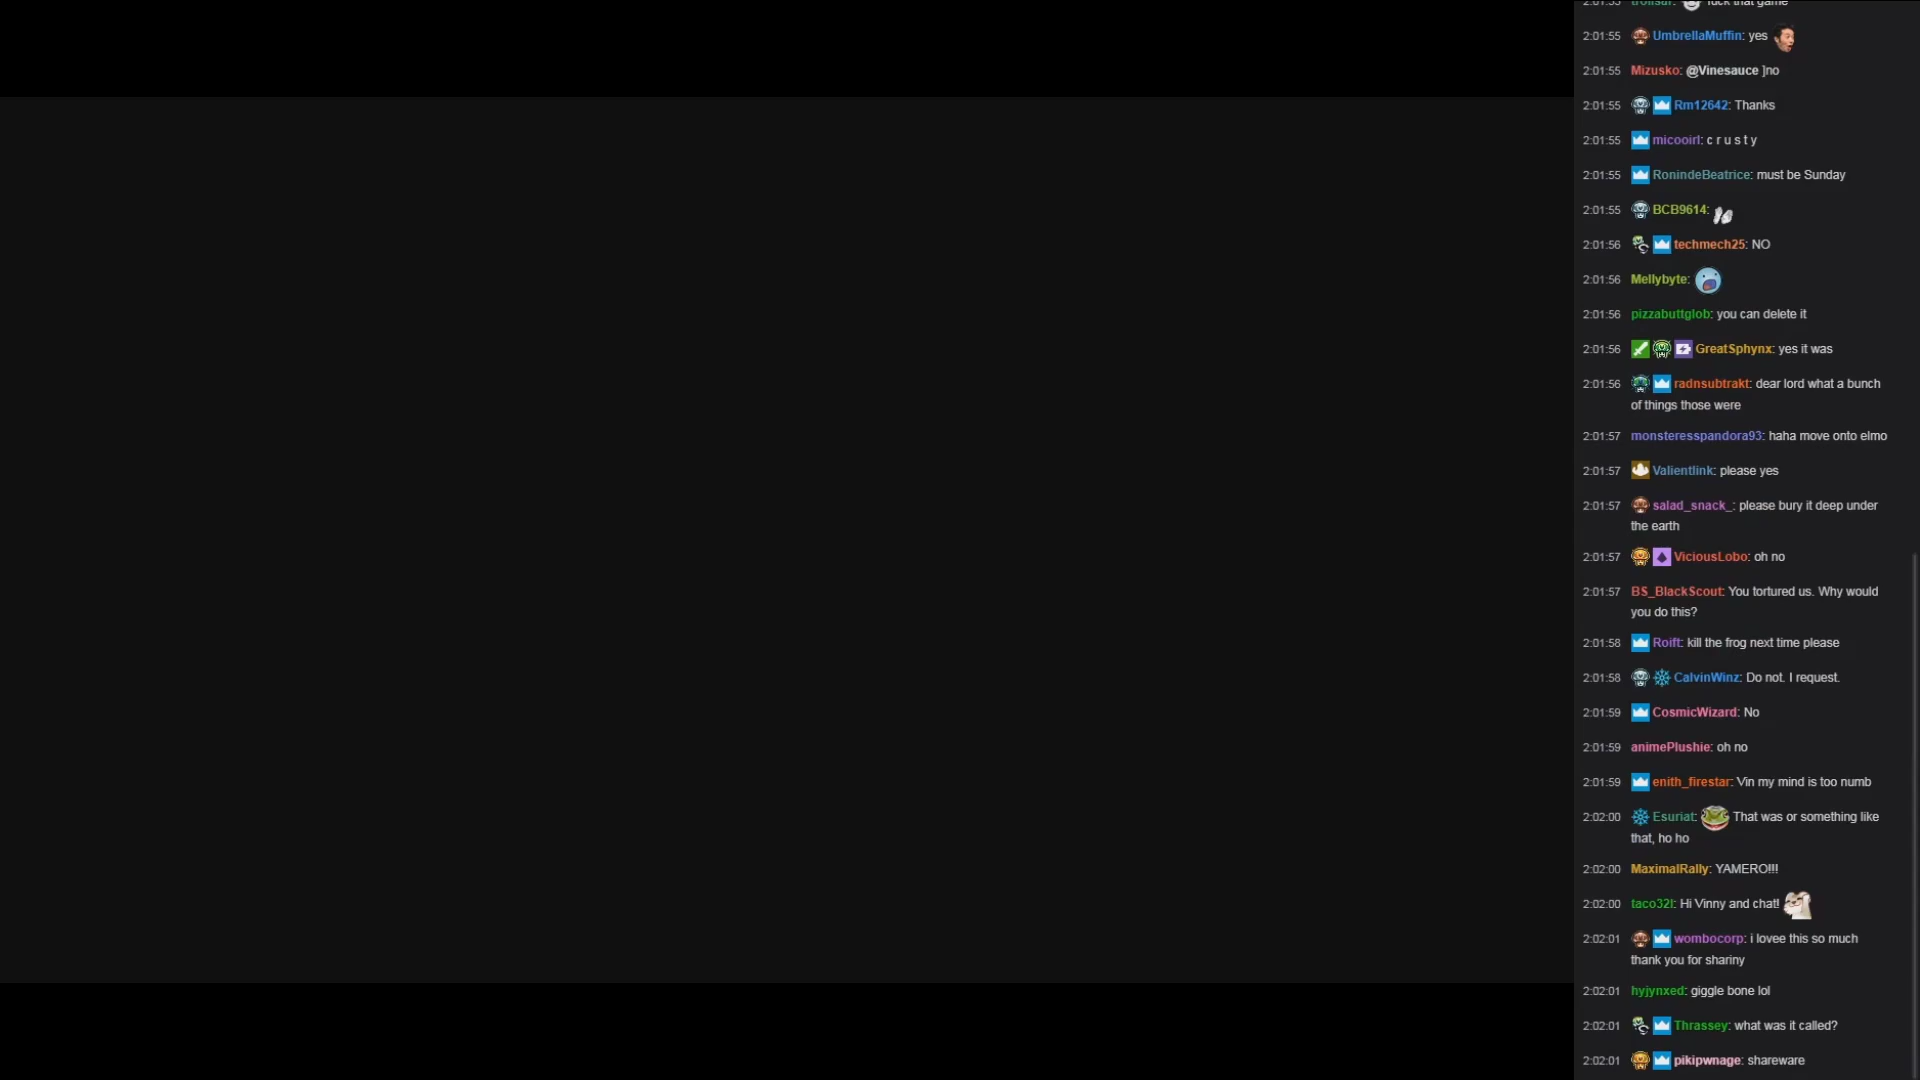 2:01:55 trollsur: fuck that game
2:01:55 UmbrellaMuffin: yes
2:01:55 Mizusko: @Vinesauce ]no
2:01:55 Rm12642: Thanks
2:01:55 micooirl: c r u s t y
2:01:55 RonindeBeatrice: must be Sunday
2:01:55 BCB9614:
2:01:56 techmech25: NO
2:01:56 Mellybyte:
2:01:56 pizzabuttglob: you can delete it
2:01:56 GreatSphynx: yes it was
2:01:56 radnsubtrakt: dear lord what a bunch
of things those were
2:01:57 monsteresspandora93: haha move onto elmo
2:01:57 Valientlink: please yes
2:01:57 salad_snack_: please bury it deep under
the earth
2:01:57 ViciousLobo: oh no
2:01:57 BS_BlackScout: You tortured us. Why would
you do this?
2:01:58 Roift: kill the frog next time please
2:01:58 CalvinWinz: Do not. I request.
2:01:59 CosmicWizard: No
2:01:59 animePlushie: oh no
2:01:59 enith_firestar: Vin my mind is too numb
2:02:00 Esuriat: That was or something like
that, ho ho
2:02:00 MaximalRally: YAMERO!!!
2:02:00 taco32l: Hi Vinny and chat!
2:02:01 wombocorp: i lovee this so much
thank you for shariny
2:02:01 hyjynxed: giggle bone lol
2:02:01 Thrassey: what was it called?
2:02:01 pikipwnage: shareware